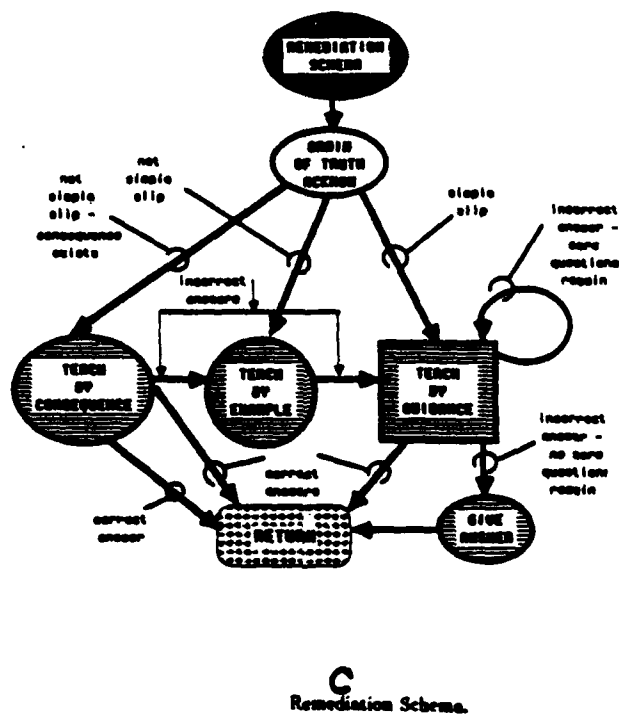 REMEDIATION
SCHEMA
GRAIN
OF TRUTH
ACKNOW
not
simple
slip -
consequence
exists
not
simple
slip
simple
slip
incorrect
answer -
more
questions
remain
incorrect
answers
TEACH
BY
CONSEQUENCE
TEACH
BY
EXAMPLE
TEACH
BY
GUIDANCE
incorrect
answer -
no more
questions
remain
correct
answers
correct
answer
RETURN
GIVE
ANSWER
C
Remediation Schema.